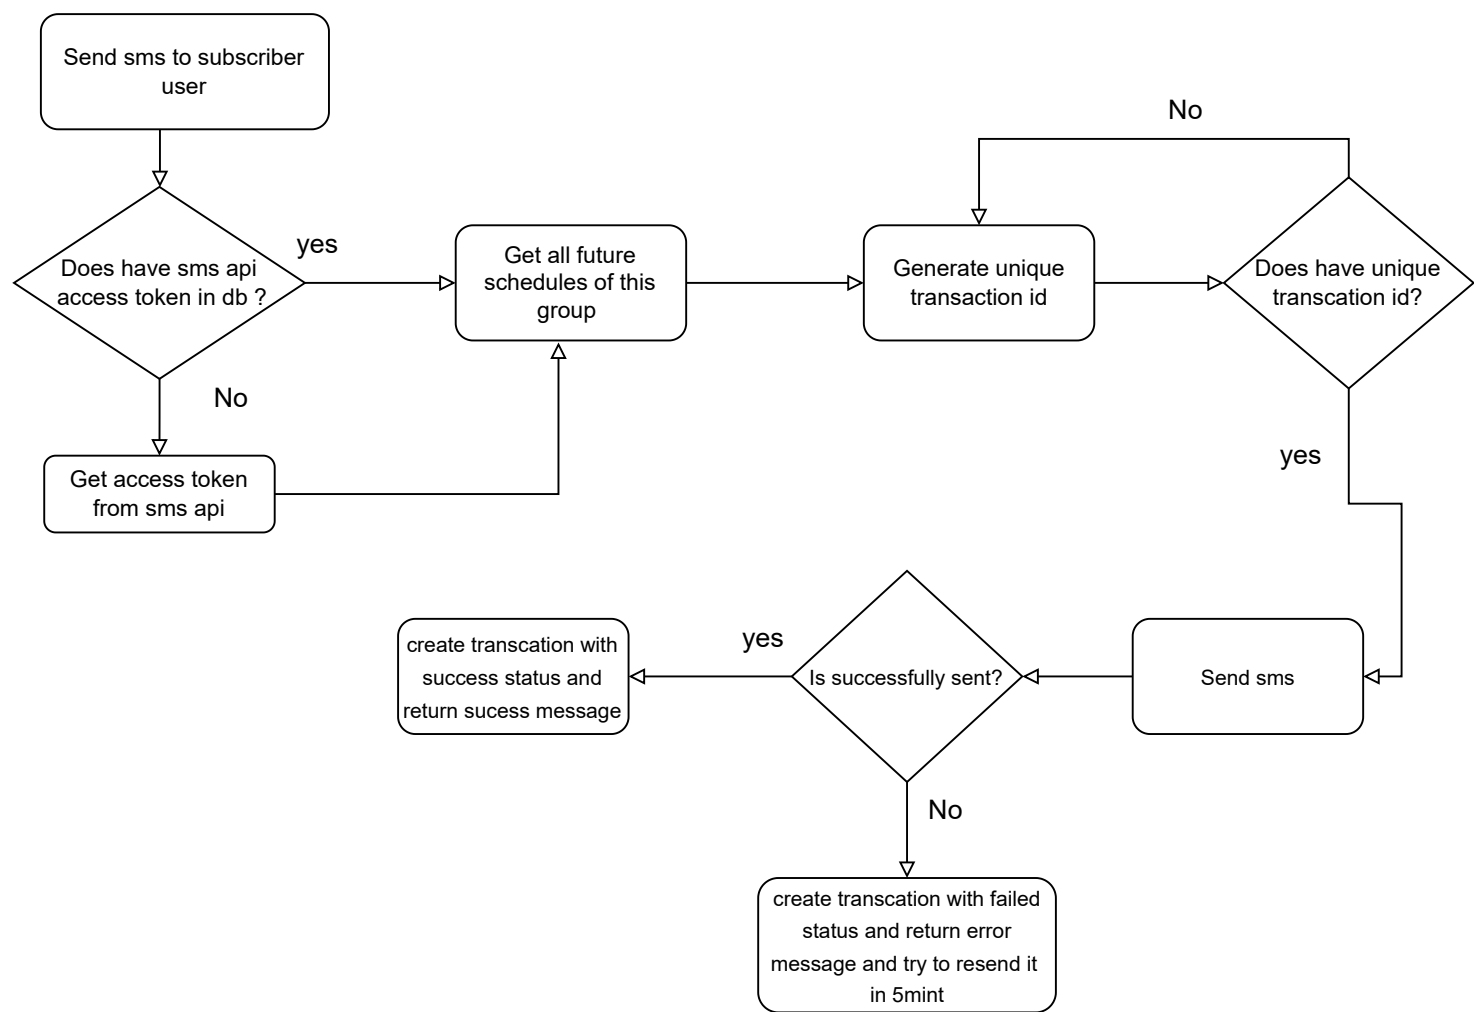 Send sms to subscriber
user
No
yes
Does have sms api
access token in db ?
Get all future
schedules of this
group
Generate unique
transaction id
Does have unique
transcation id?
No
Get access token
from sms api
yes
create transcation with
success status and
return sucess message
yes
Is successfully sent?
Send sms
No
create transcation with failed
status and return error
message and try to resend it
in 5mint